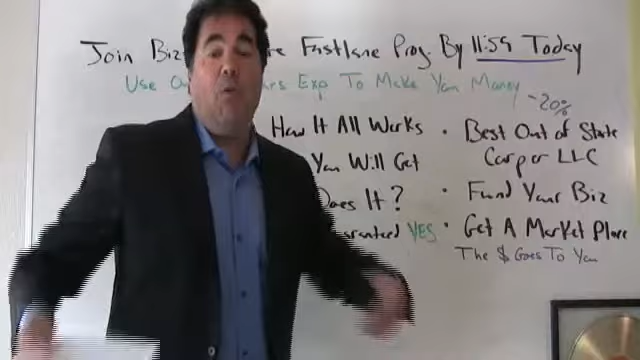 Join Biz re Fastlane Prog. By 11:59 Today
Use Exp To Make You Money
-20%
How It All Works
You Will Get
Does It?
YES
• Best Out of State
Corp or LLC
• Fund Your Biz
• Get A Market Place
The $ Goes To You